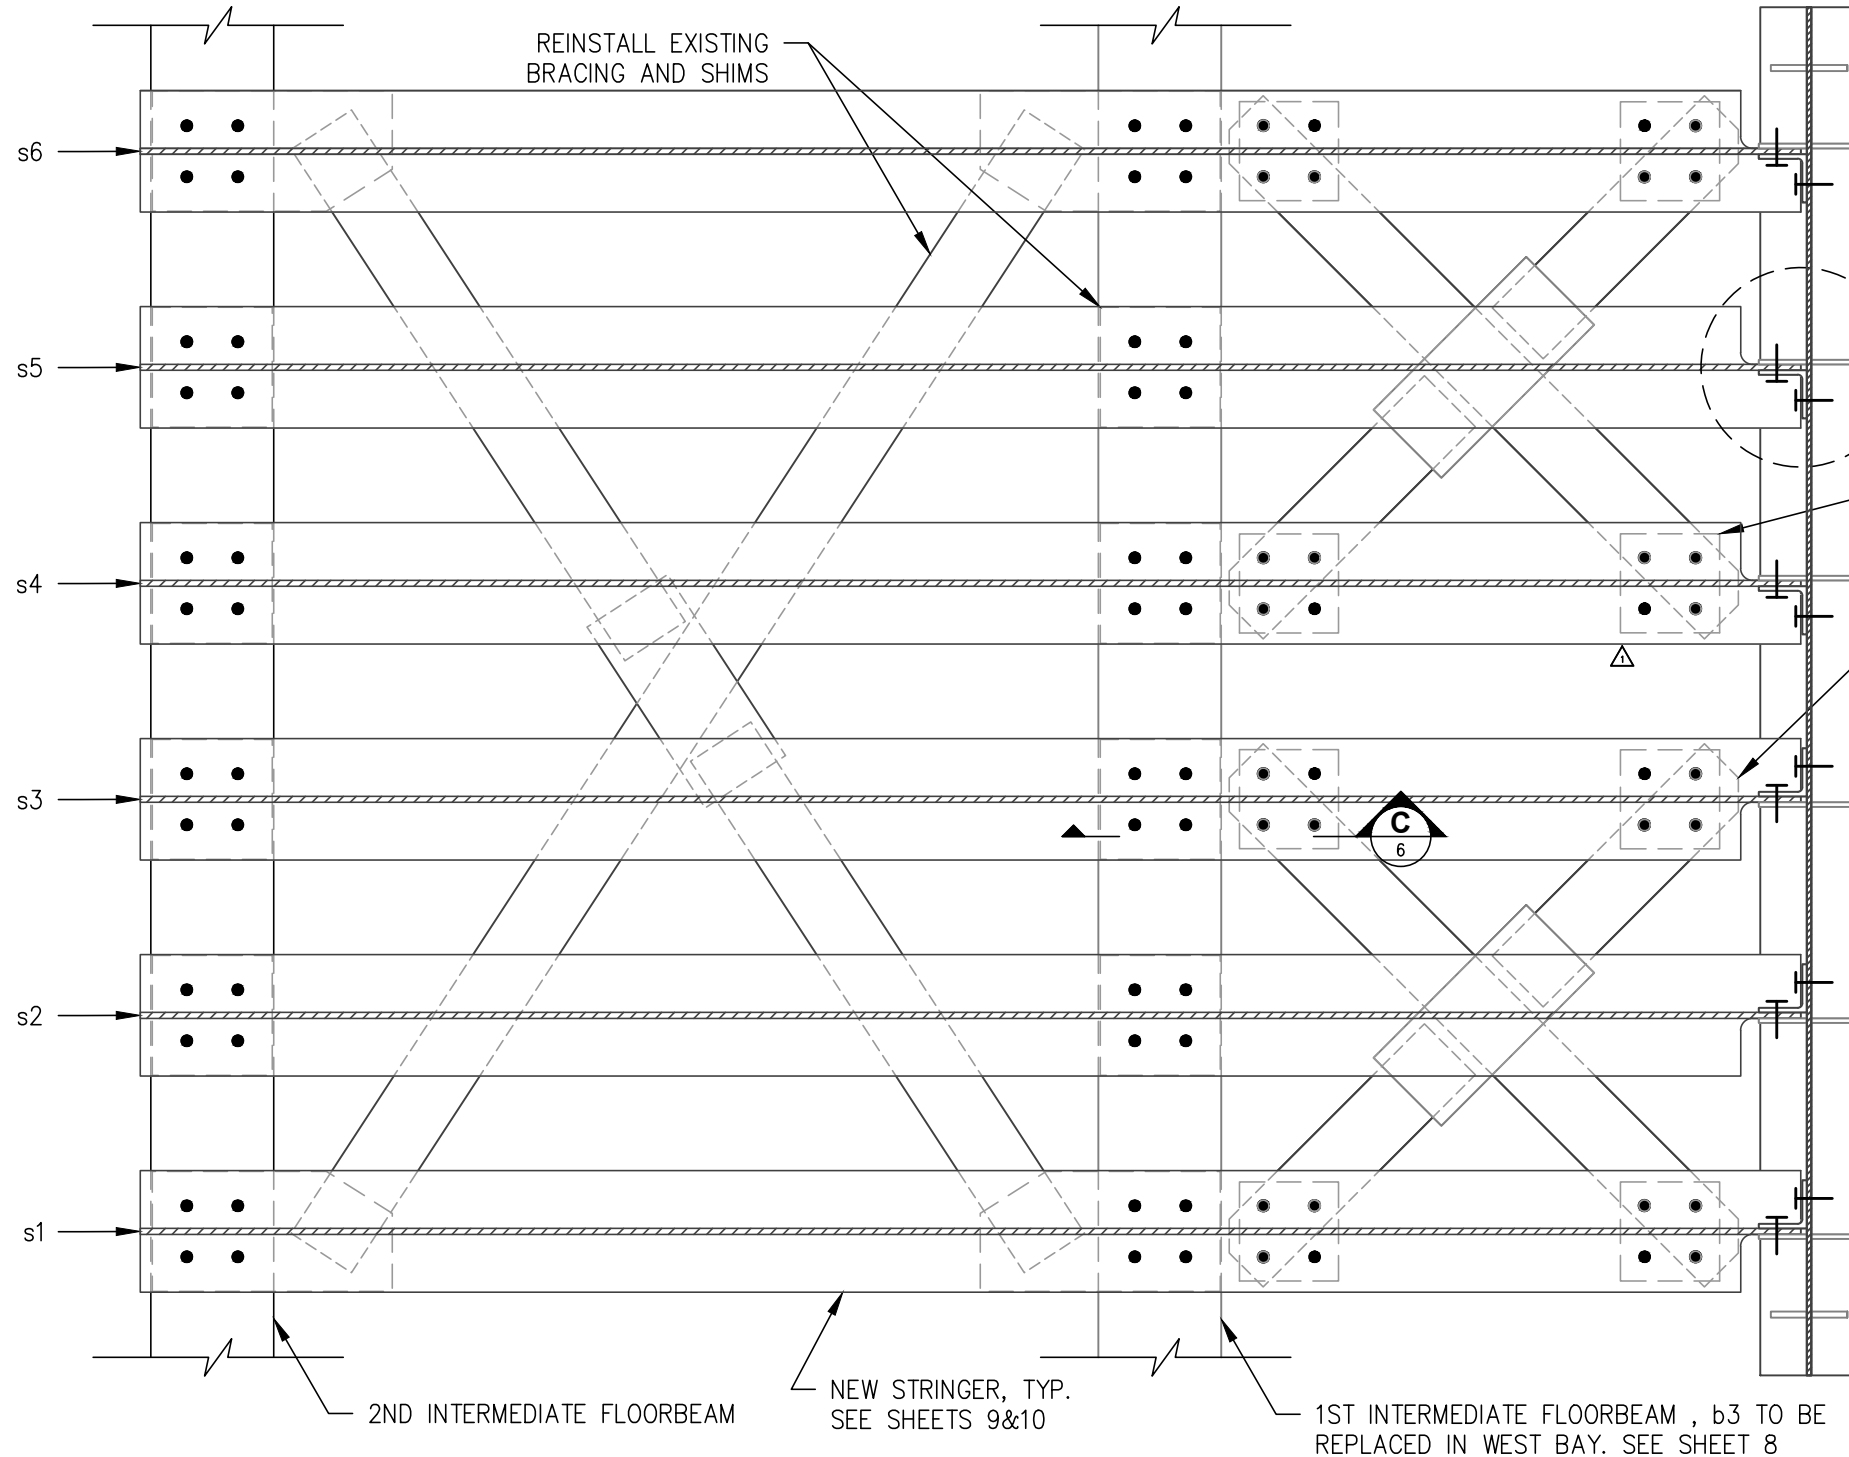 REINSTALL EXISTING
BRACING AND SHIMS
s6
s5
s4
1
s3
C
6
s2
s1
2ND INTERMEDIATE FLOORBEAM
NEW STRINGER, TYP.
SEE SHEETS 9&10
1ST INTERMEDIATE FLOORBEAM , b3 TO BE
REPLACED IN WEST BAY. SEE SHEET 8